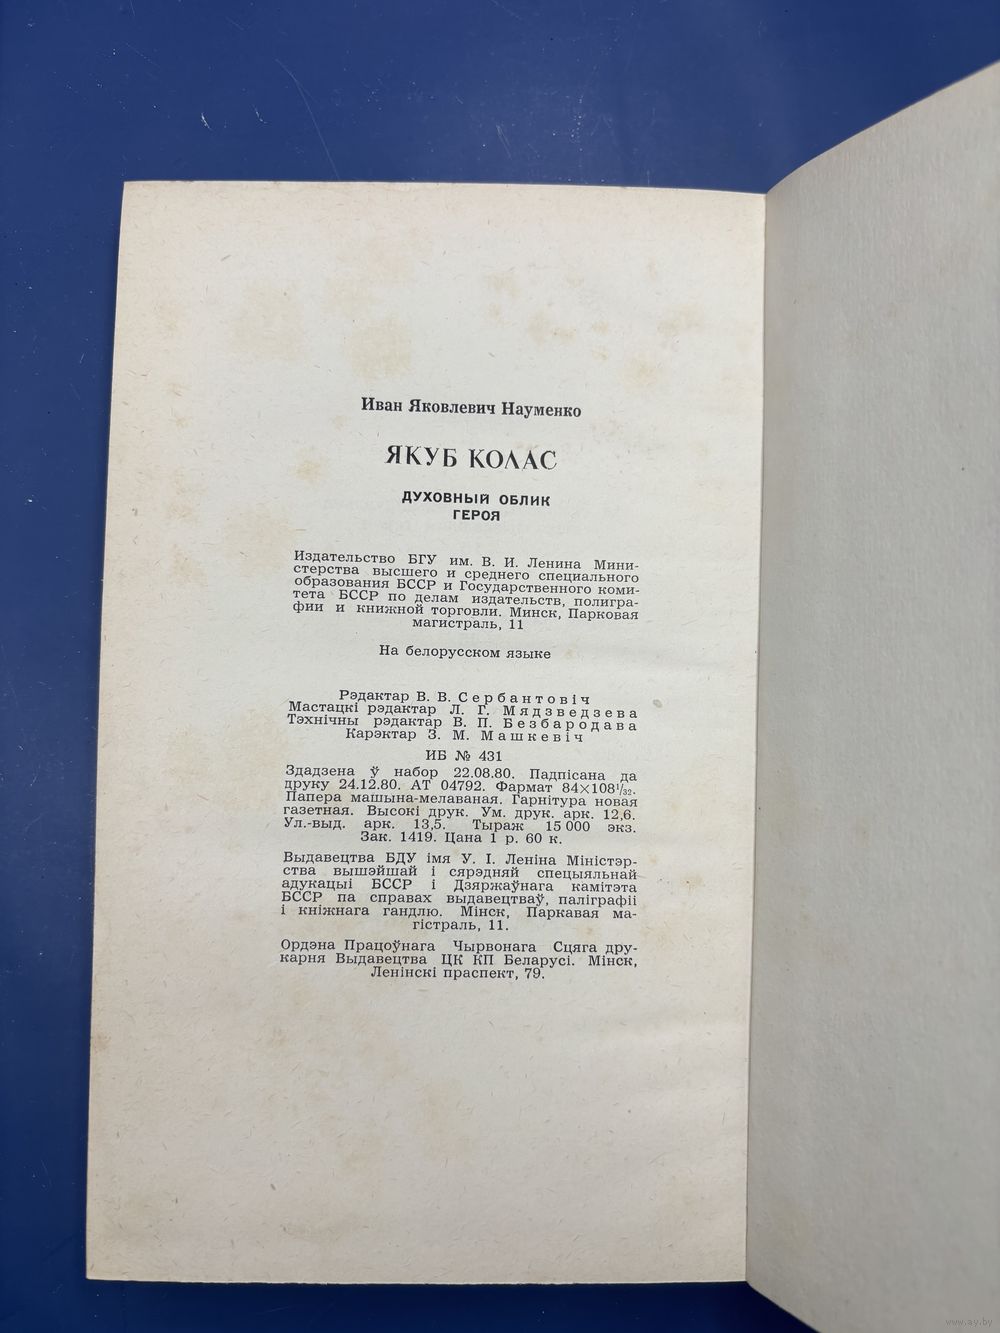 Иван Яковлевич Науменко
ЯКУБ КОЛАС
ДУХОВНЫЙ ОБЛИК
ГЕРОЯ
Издательство БГУ им. В. И. Ленина Мини-
стерства высшего и среднего специального
образования БССР и Государственного коми-
тета БССР по делам издательств, полигра-
фии и книжной торговли. Минск, Парковая
магистраль, 11
На белорусском языке
Рэдактар В. В. Сербантовіч
Мастацкі рэдактар Л. Г. Мядзведзева
Тэхнічны рэдактар В. П. Безбародава
Карэктар З. М. Машкевіч
ИБ № 431
Здадзена ў набор 22.08.80. Падпісана да
друку 24.12.80. АТ 04792. Фармат 84×108¹/₃₂.
Папера машына-мелаваная. Гарнітура новая
газетная. Высокі друк. Ум. друк. арк. 12,6.
Ул.-выд. арк. 13,5. Тыраж 15 000 экз.
Зак. 1419. Цана 1 р. 60 к.
Выдавецтва БДУ імя У. І. Леніна Міністэр-
ства вышэйшай і сярэдняй спецыяльнай
адукацыі БССР і Дзяржаўнага камітэта
БССР па справах выдавецтваў, паліграфіі
і кніжнага гандлю. Мінск, Паркавая ма-
гістраль, 11.
Ордэна Працоўнага Чырвонага Сцяга дру-
карня Выдавецтва ЦК КП Беларусі. Мінск,
Ленінскі праспект, 79.
www.ay.by